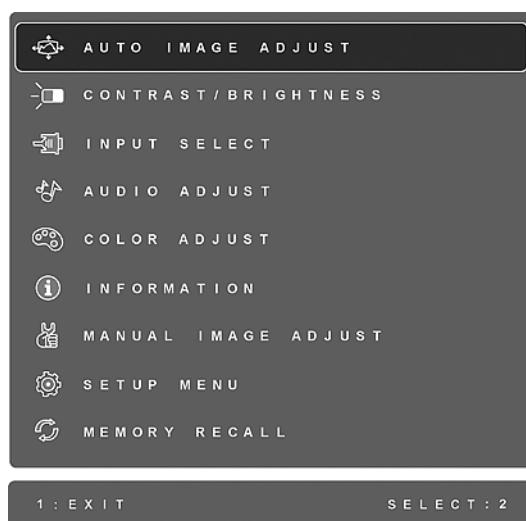 AUTO IMAGE ADJUST
CONTRAST/BRIGHTNESS
INPUT SELECT
AUDIO ADJUST
COLOR ADJUST
INFORMATION
MANUAL IMAGE ADJUST
SETUP MENU
MEMORY RECALL
1:EXIT SELECT:2